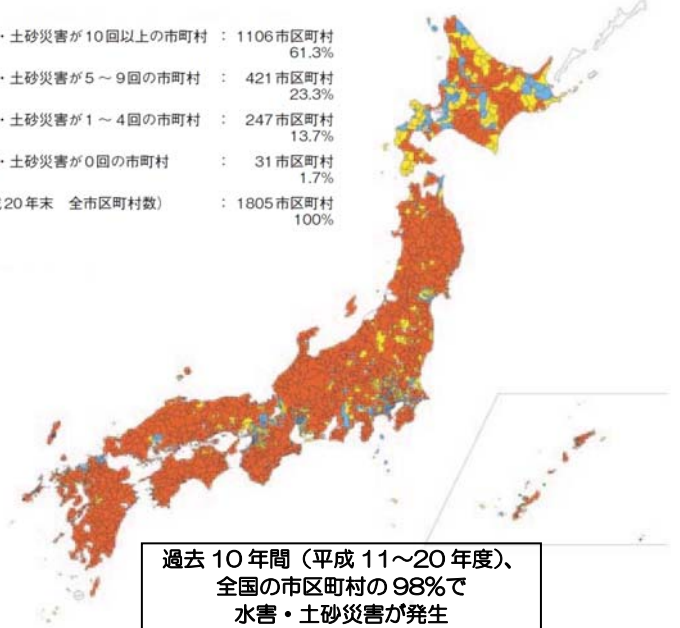 ・土砂災害が10回以上の市町村 ： 1106市区町村
61.3%
・土砂災害が5～9回の市町村 ： 421市区町村
23.3%
・土砂災害が1～4回の市町村 ： 247市区町村
13.7%
・土砂災害が0回の市町村 ： 31市区町村
1.7%
20年末　全市区町村数） ： 1805市区町村
100%
過去10年間（平成11～20年度）、
全国の市区町村の98%で
水害・土砂災害が発生